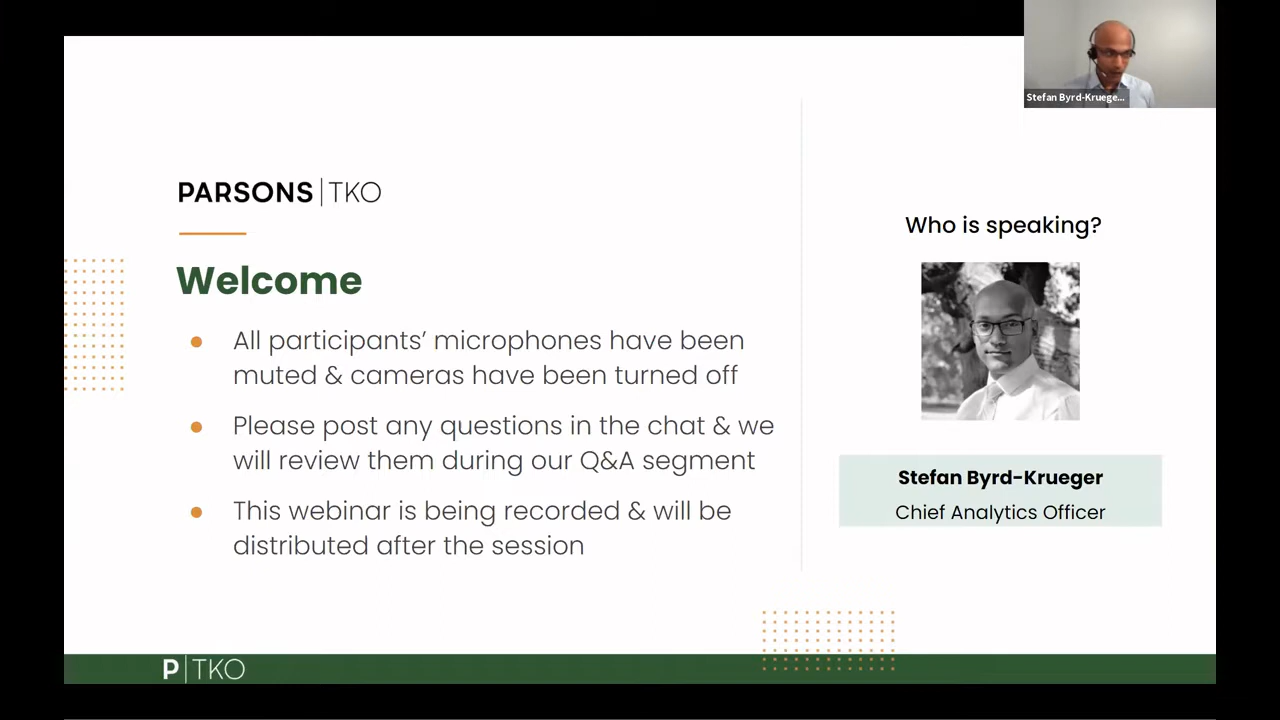 Stefan Byrd-Kruege...
PARSONS|TKO
Welcome
● All participants’ microphones have been
muted & cameras have been turned off
● Please post any questions in the chat & we
will review them during our Q&A segment
● This webinar is being recorded & will be
distributed after the session
Who is speaking?
Stefan Byrd-Krueger
Chief Analytics Officer
P|TKO